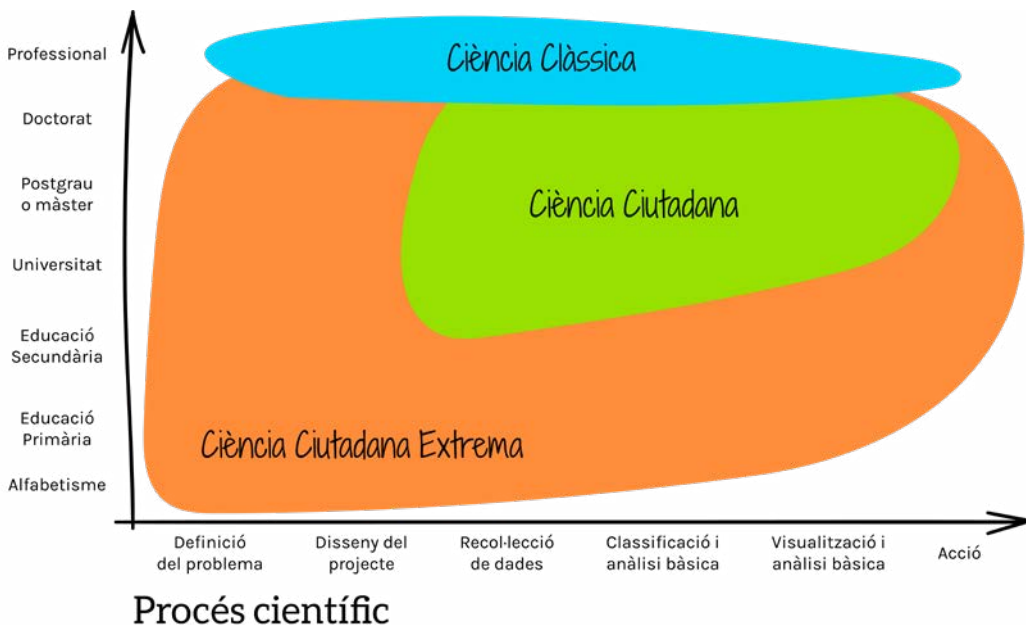 Professional
Doctorat
Postgrau
o màster
Universitat
Educació
Secundària
Educació
Primària
Alfabetisme
Ciència Clàssica
Ciència Ciutadana
Ciència Ciutadana Extrema
Definició
del problema
Disseny del
projecte
Recol·lecció
de dades
Classificació i
anàlisi bàsica
Visualització i
anàlisi bàsica
Acció
Procés científic